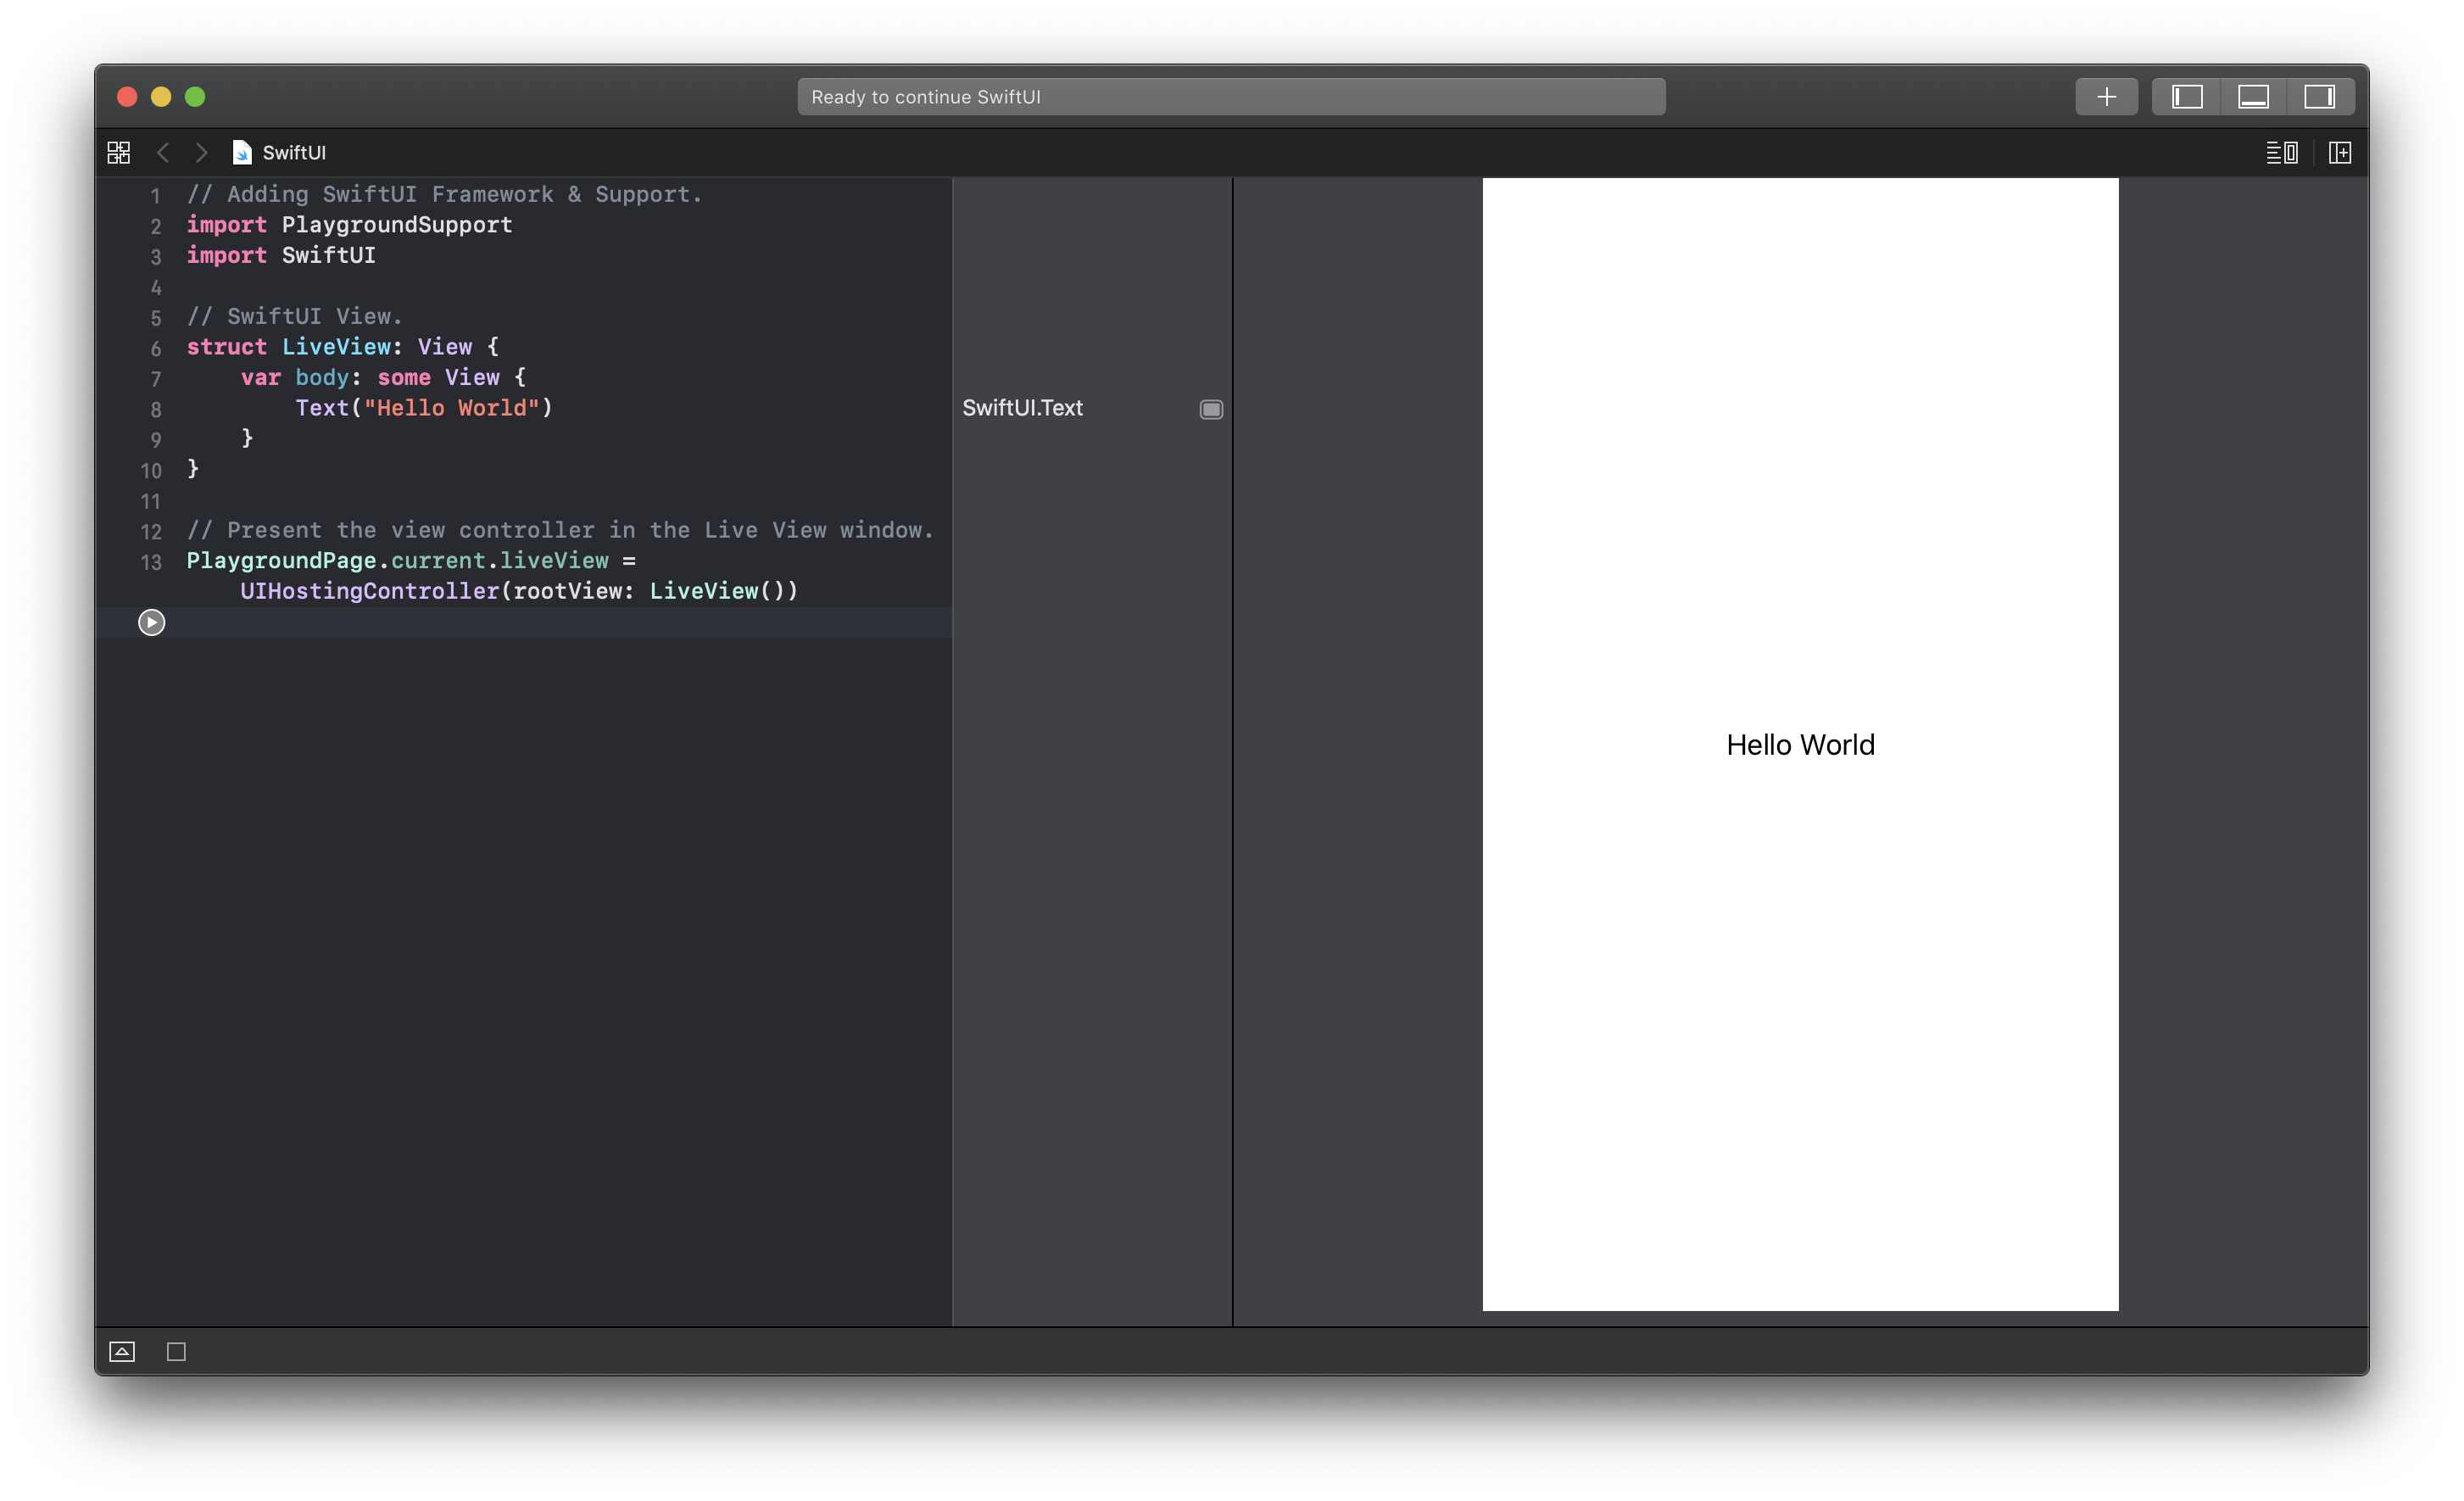 Ready to continue SwiftUI
SwiftUI
1 // Adding SwiftUI Framework & Support.
2 import PlaygroundSupport
3 import SwiftUI
4
5 // SwiftUI View.
6 struct LiveView: View {
7     var body: some View {
8         Text("Hello World")
9     }
10 }
11
12 // Present the view controller in the Live View window.
13 PlaygroundPage.current.liveView =
    UIHostingController(rootView: LiveView())
SwiftUI.Text
Hello World